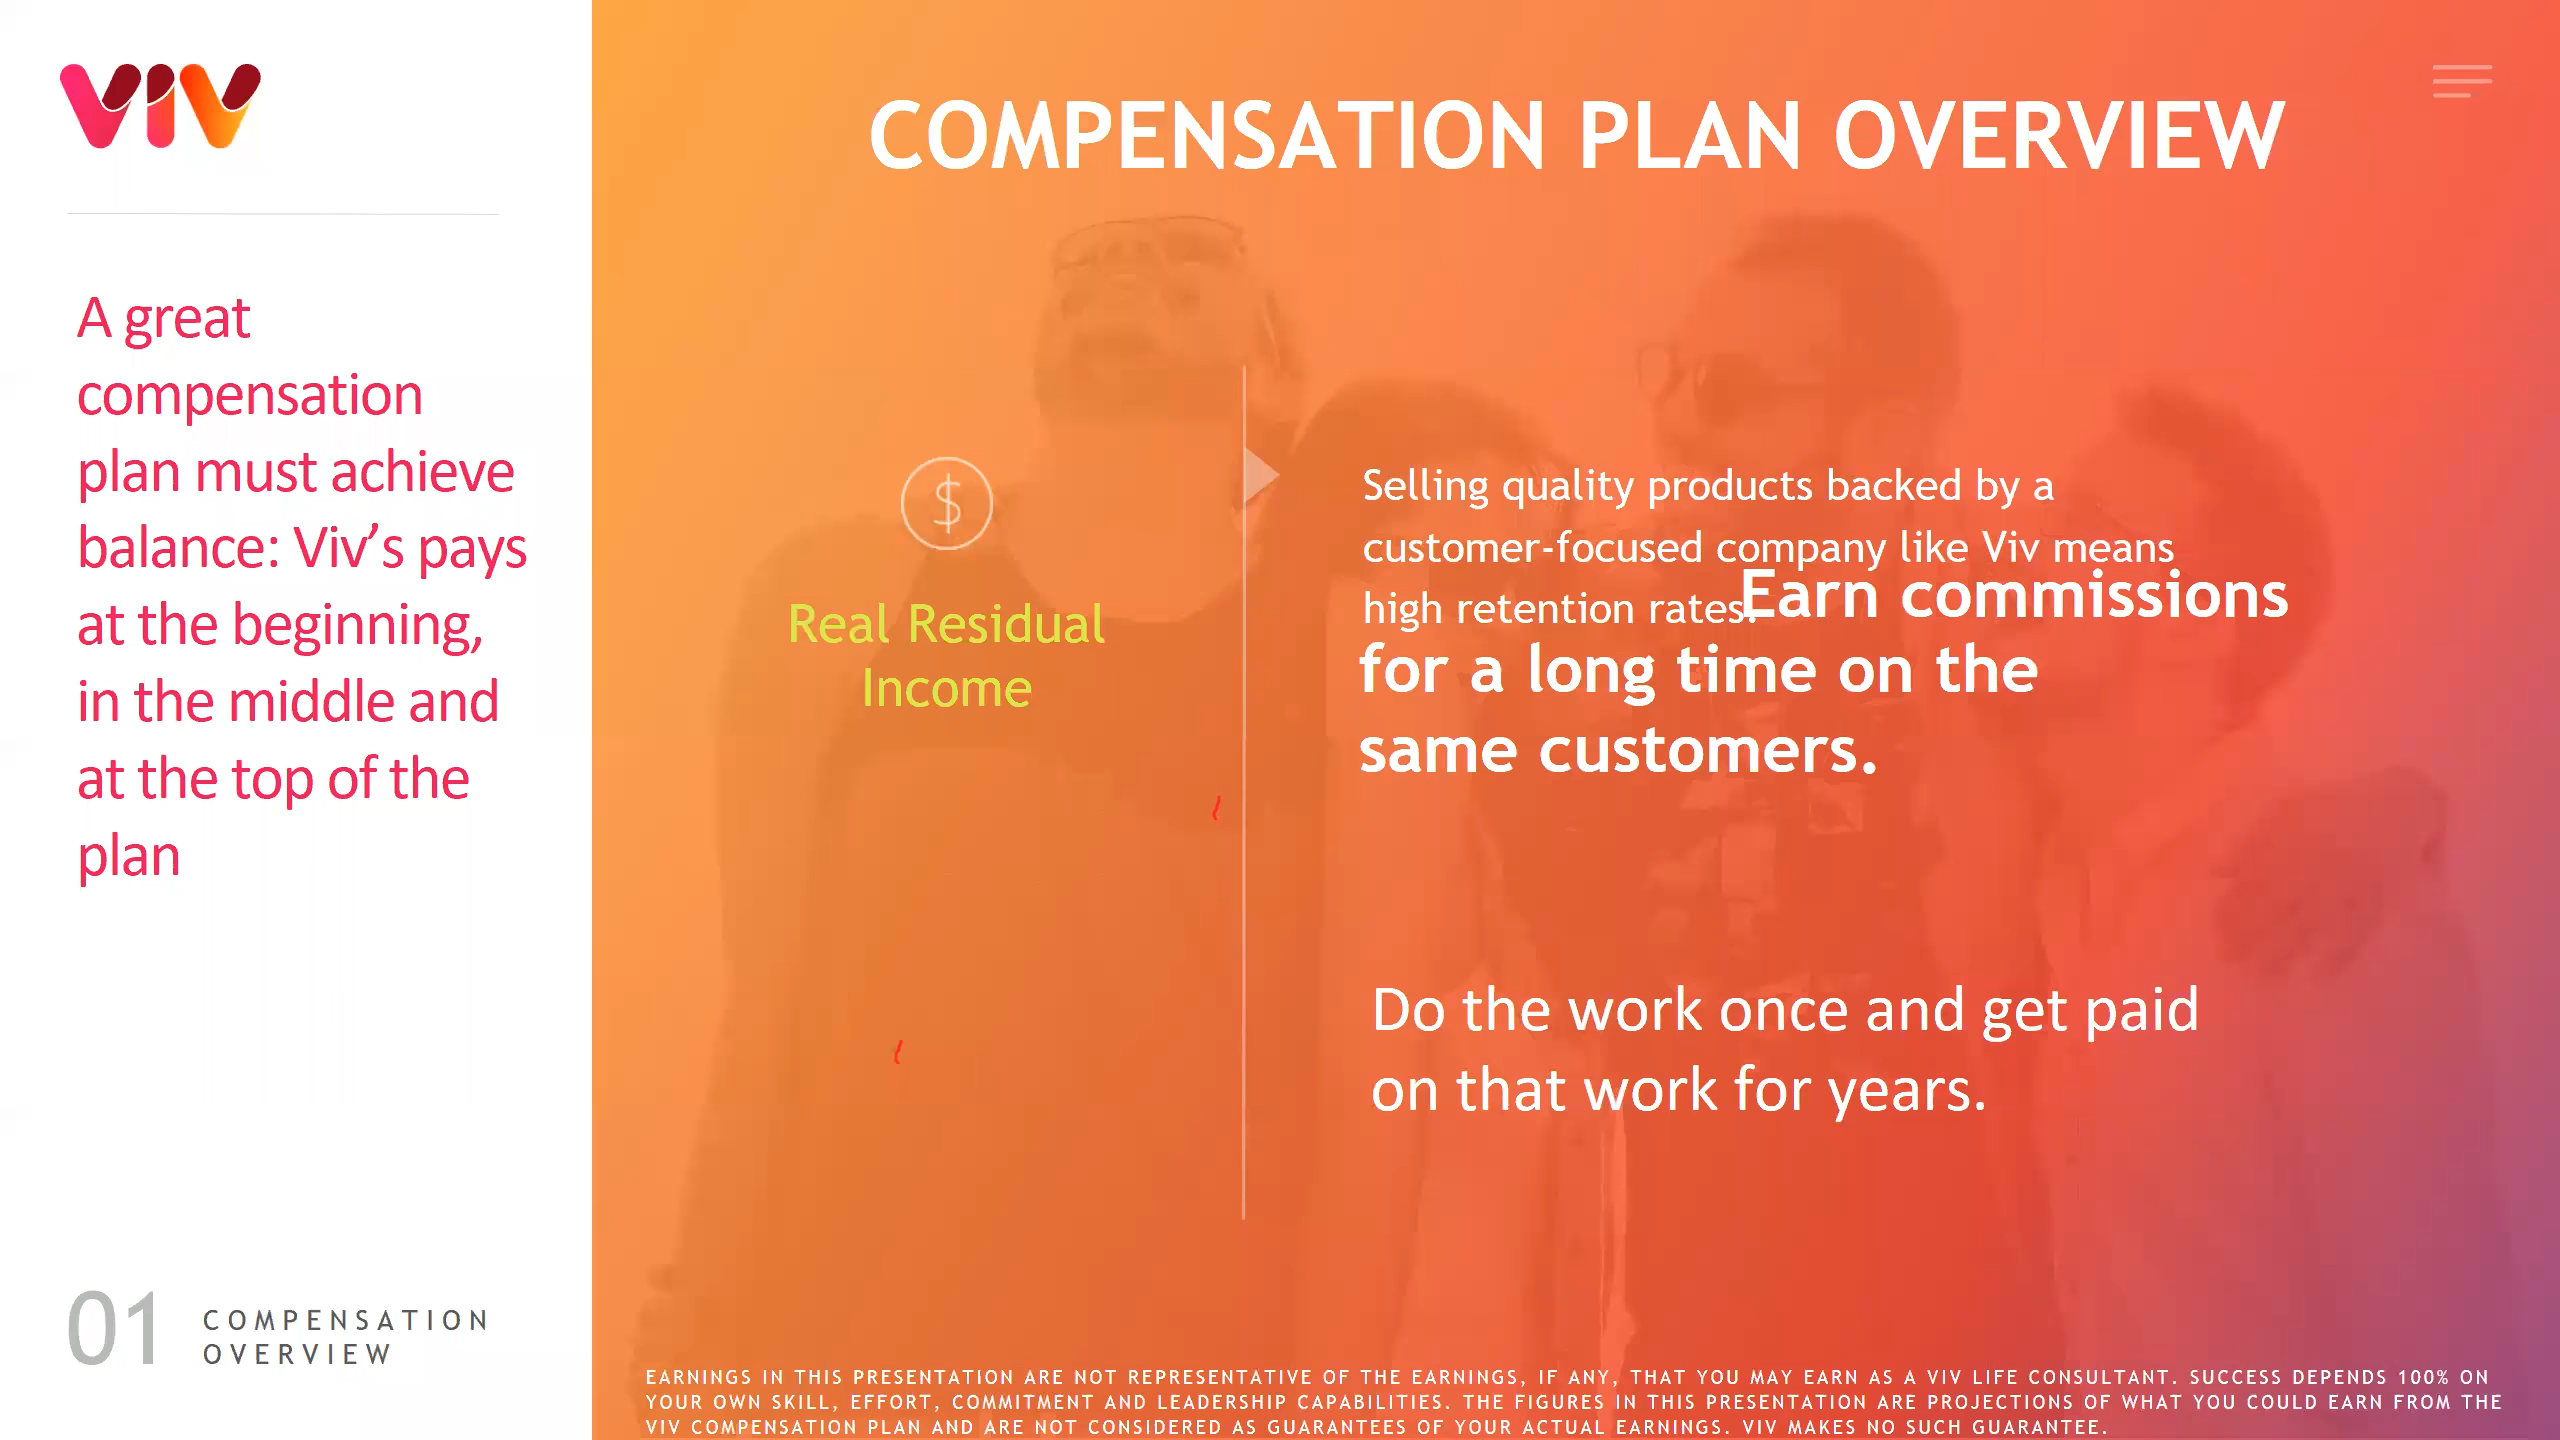 VIV
A great
compensation
plan must achieve
balance: Viv’s pays
at the beginning,
in the middle and
at the top of the
plan
01
COMPENSATION
OVERVIEW
COMPENSATION PLAN OVERVIEW
$
Real Residual
Income
Selling quality products backed by a
customer-focused company like Viv means
high retention rates.
Earn commissions
for a long time on the
same customers.
Do the work once and get paid
on that work for years.
EARNINGS IN THIS PRESENTATION ARE NOT REPRESENTATIVE OF THE EARNINGS, IF ANY, THAT YOU MAY EARN AS A VIV LIFE CONSULTANT. SUCCESS DEPENDS 100% ON
YOUR OWN SKILL, EFFORT, COMMITMENT AND LEADERSHIP CAPABILITIES. THE FIGURES IN THIS PRESENTATION ARE PROJECTIONS OF WHAT YOU COULD EARN FROM THE
VIV COMPENSATION PLAN AND ARE NOT CONSIDERED AS GUARANTEES OF YOUR ACTUAL EARNINGS. VIV MAKES NO SUCH GUARANTEE.